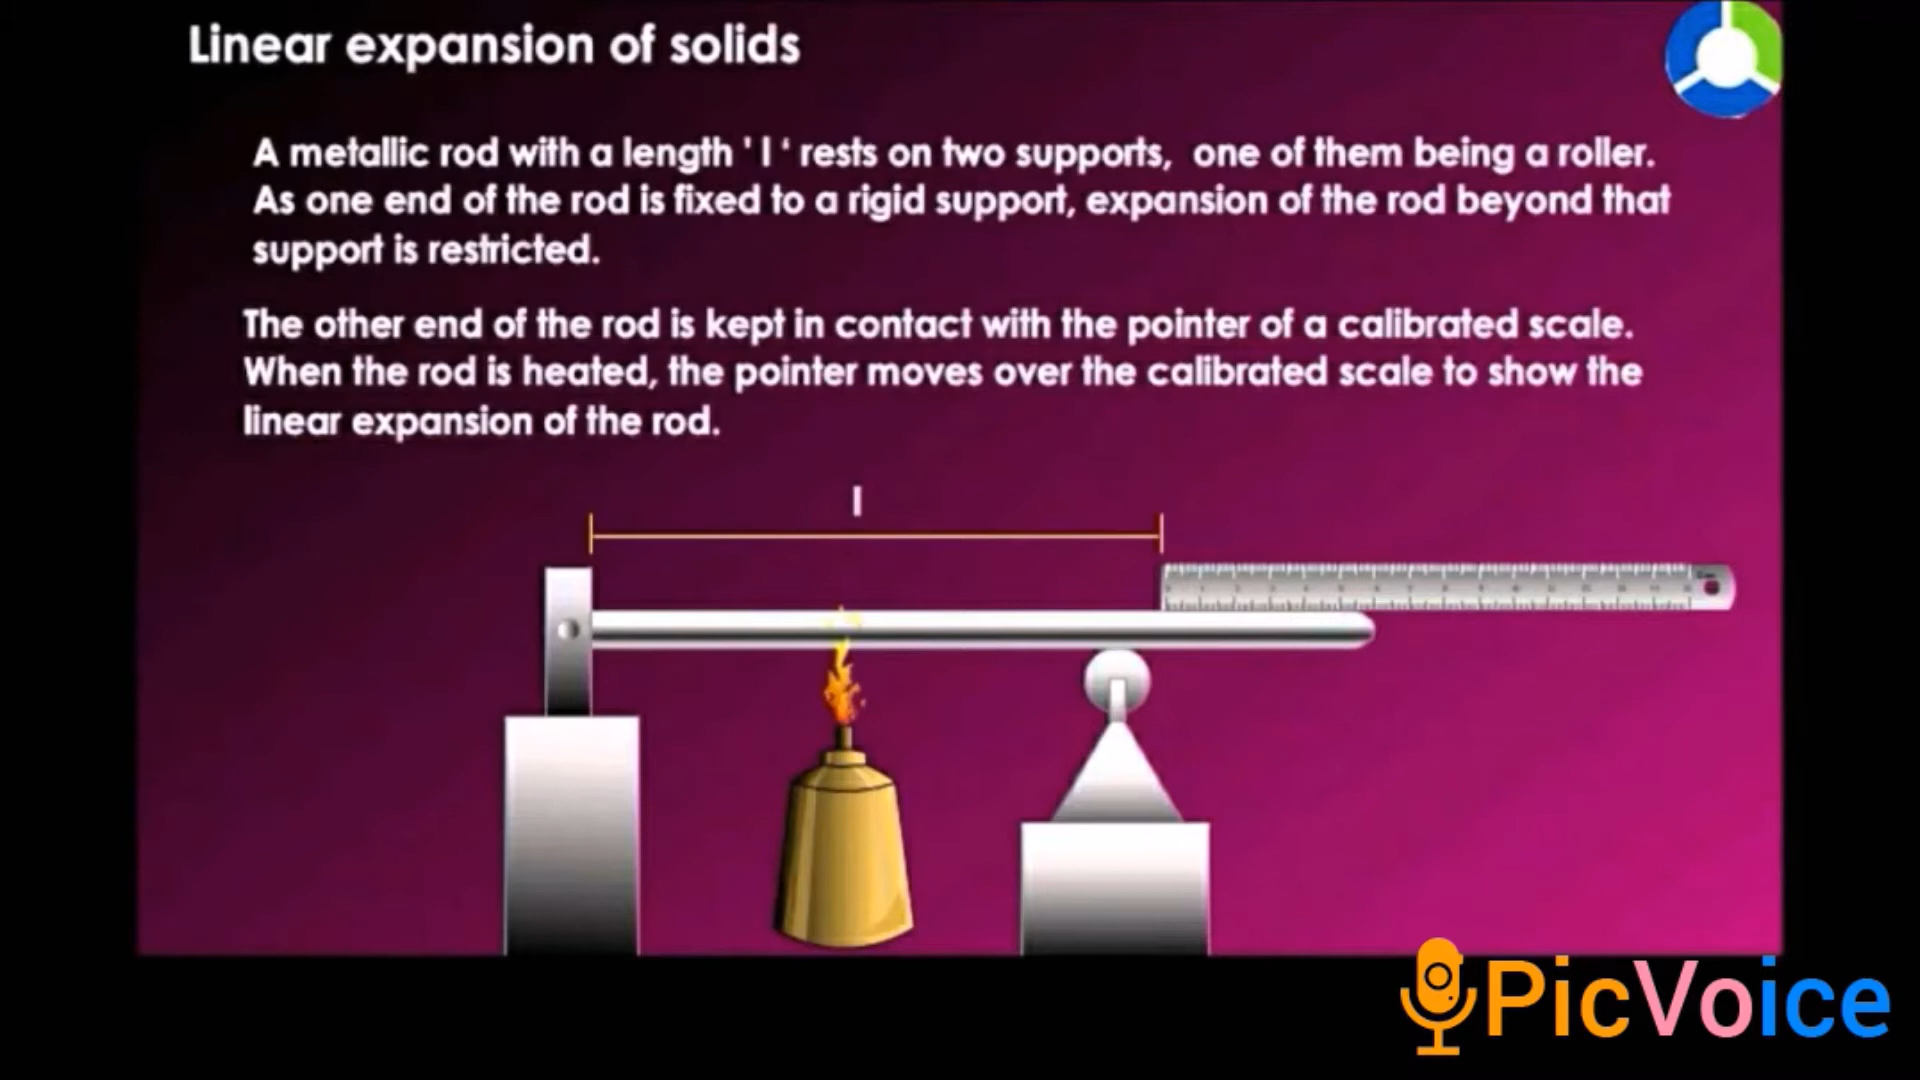 Linear expansion of solids
A metallic rod with a length ' l ‘ rests on two supports,  one of them being a roller.
As one end of the rod is fixed to a rigid support, expansion of the rod beyond that
support is restricted.
The other end of the rod is kept in contact with the pointer of a calibrated scale.
When the rod is heated, the pointer moves over the calibrated scale to show the
linear expansion of the rod.
l
PicVoice